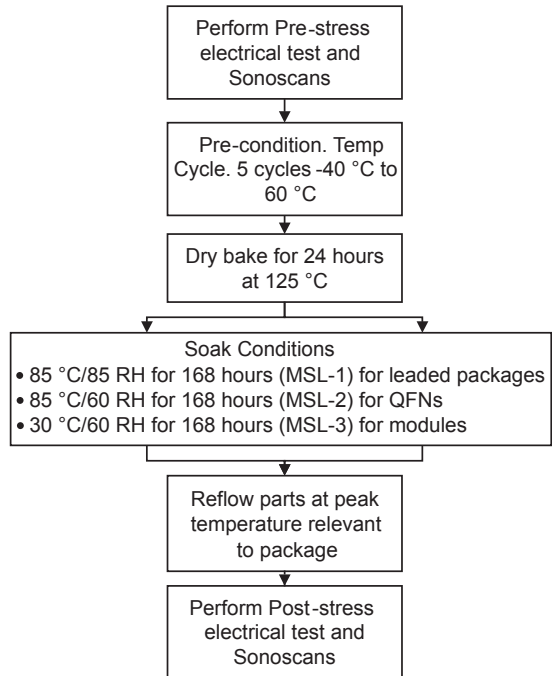 Perform Pre-stress
electrical test and
Sonoscans
Pre-condition. Temp
Cycle. 5 cycles -40 °C to
60 °C
Dry bake for 24 hours
at 125 °C
Soak Conditions
• 85 °C/85 RH for 168 hours (MSL-1) for leaded packages
• 85 °C/60 RH for 168 hours (MSL-2) for QFNs
• 30 °C/60 RH for 168 hours (MSL-3) for modules
Reflow parts at peak
temperature relevant
to package
Perform Post-stress
electrical test and
Sonoscans